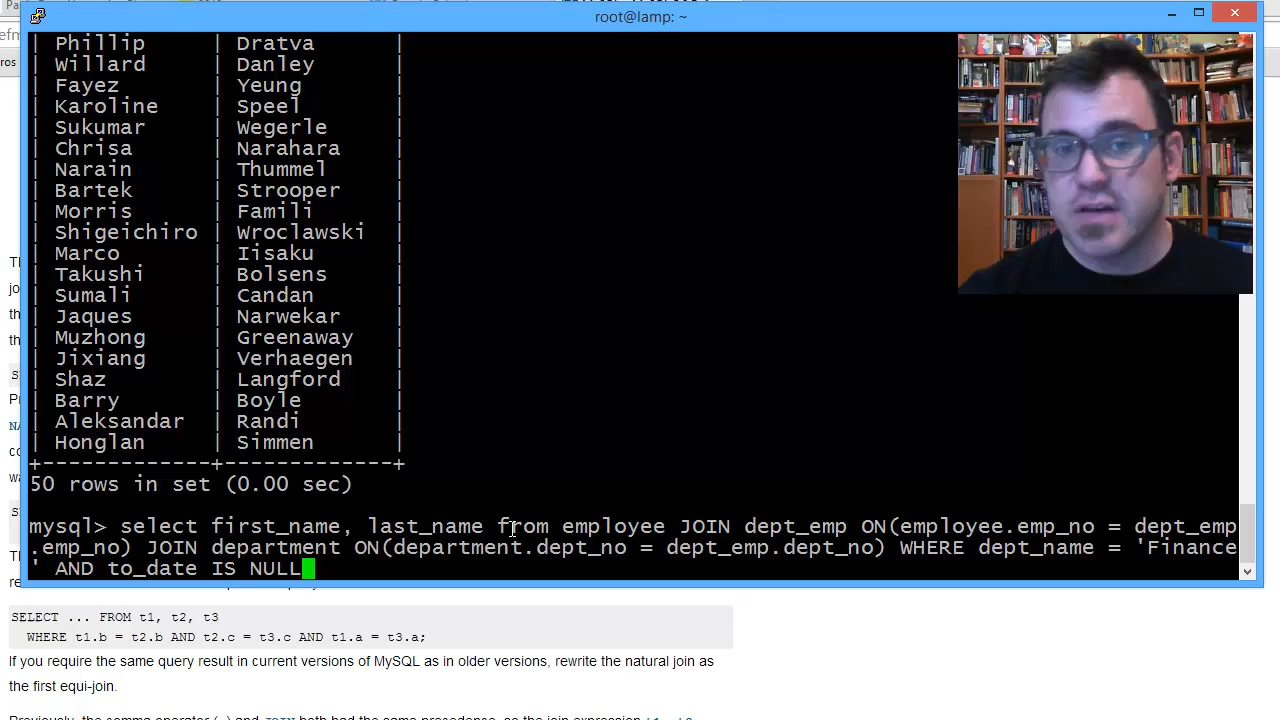 root@lamp: ~
| Phillip | Dratva |
| Willard | Danley |
| Fayez | Yeung |
| Karoline | Speel |
| Sukumar | Wegerle |
| Chrisa | Narahara |
| Narain | Thummel |
| Bartek | Strooper |
| Morris | Famili |
| Shigeichiro | Wroclawski |
| Marco | Iisaku |
| Takushi | Bolsens |
| Sumali | Candan |
| Jaques | Narwekar |
| Muzhong | Greenaway |
| Jixiang | Verhaegen |
| Shaz | Langford |
| Barry | Boyle |
| Aleksandar | Randi |
| Honglan | Simmen |
+-------------+-------------+
50 rows in set (0.00 sec)
mysql> select first_name, last_name from employee JOIN dept_emp ON(employee.emp_no = dept_emp
.emp_no) JOIN department ON(department.dept_no = dept_emp.dept_no) WHERE dept_name = 'Finance
' AND to_date IS NULL
SELECT ... FROM t1, t2, t3
WHERE t1.b = t2.b AND t2.c = t3.c AND t1.a = t3.a;
If you require the same query result in current versions of MySQL as in older versions, rewrite the natural join as
the first equi-join.